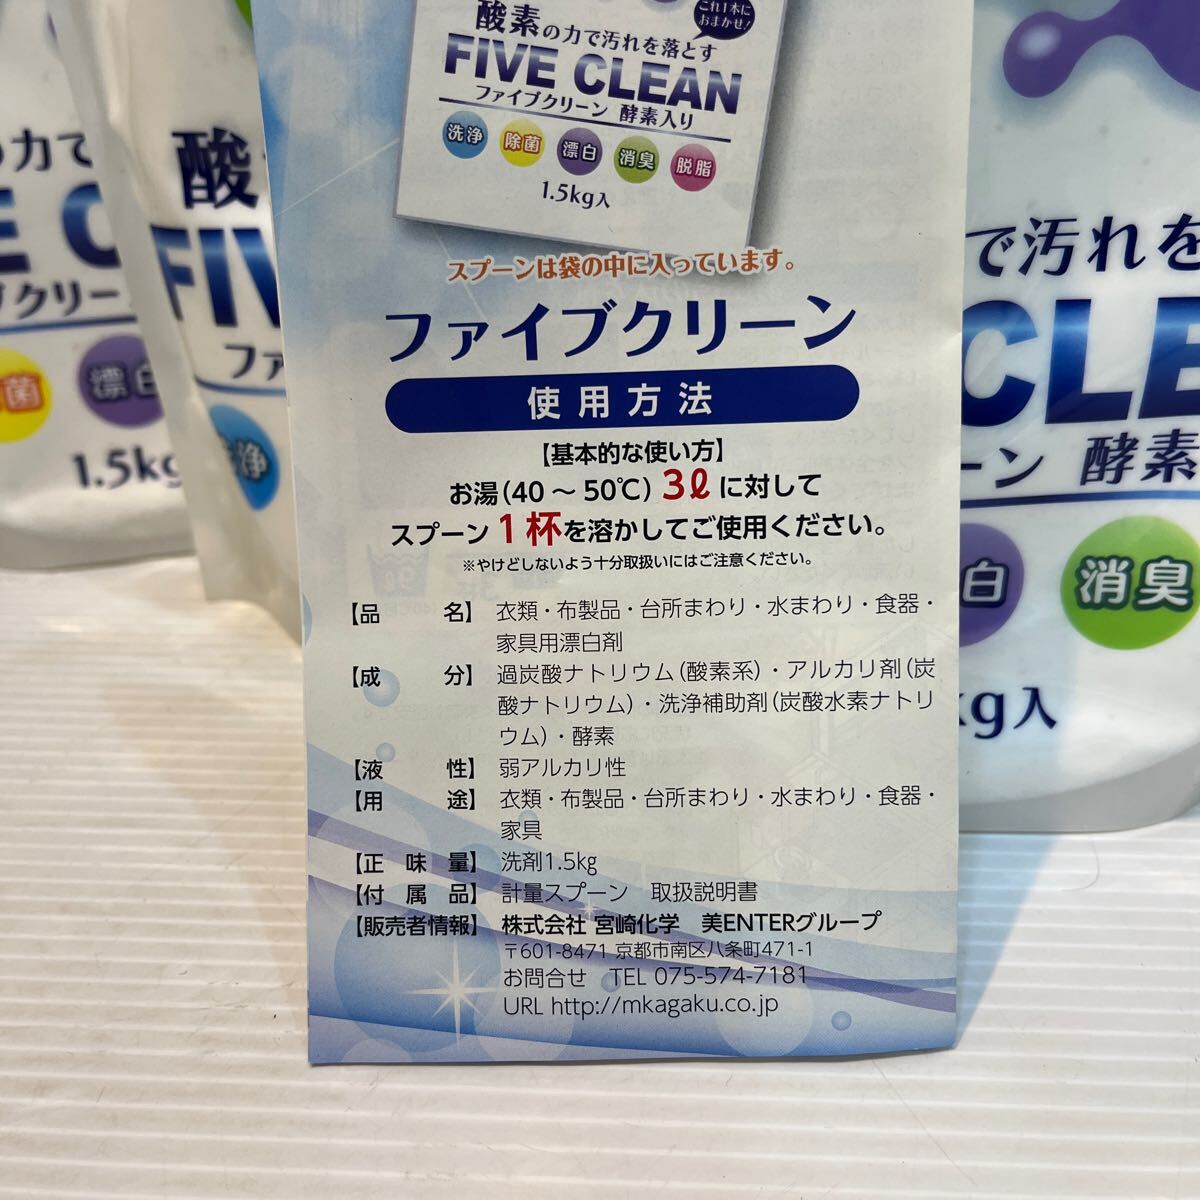 これ1本に
おまかせ!
酸素の力で汚れを落とす
FIVE CLEAN
ファイブクリーン 酵素入り
洗浄 除菌 漂白 消臭 脱脂
1.5kg入
スプーンは袋の中に入っています。
ファイブクリーン
使用方法
【基本的な使い方】
お湯(40～50℃) 3ℓ に対して
スプーン 1杯を溶かしてご使用ください。
※やけどしないよう十分取扱いにはご注意ください。
【品名】 衣類・布製品・台所まわり・水まわり・食器・
家具用漂白剤
【成分】 過炭酸ナトリウム(酸素系)・アルカリ剤(炭
酸ナトリウム)・洗浄補助剤(炭酸水素ナトリ
ウム)・酵素
【液性】 弱アルカリ性
【用途】 衣類・布製品・台所まわり・水まわり・食器・
家具
【正味量】 洗剤1.5kg
【付属品】 計量スプーン 取扱説明書
【販売者情報】 株式会社 宮崎化学 美ENTERグループ
〒601-8471 京都市南区八条町471-1
お問合せ TEL 075-574-7181
URL http://mkagaku.co.jp
の力で
E C
ブクリー
菌 漂白
1.5kg
酸
FIV
ファ
洗浄
で汚れを
CLE
ーン 酵素
白 消臭
kg入